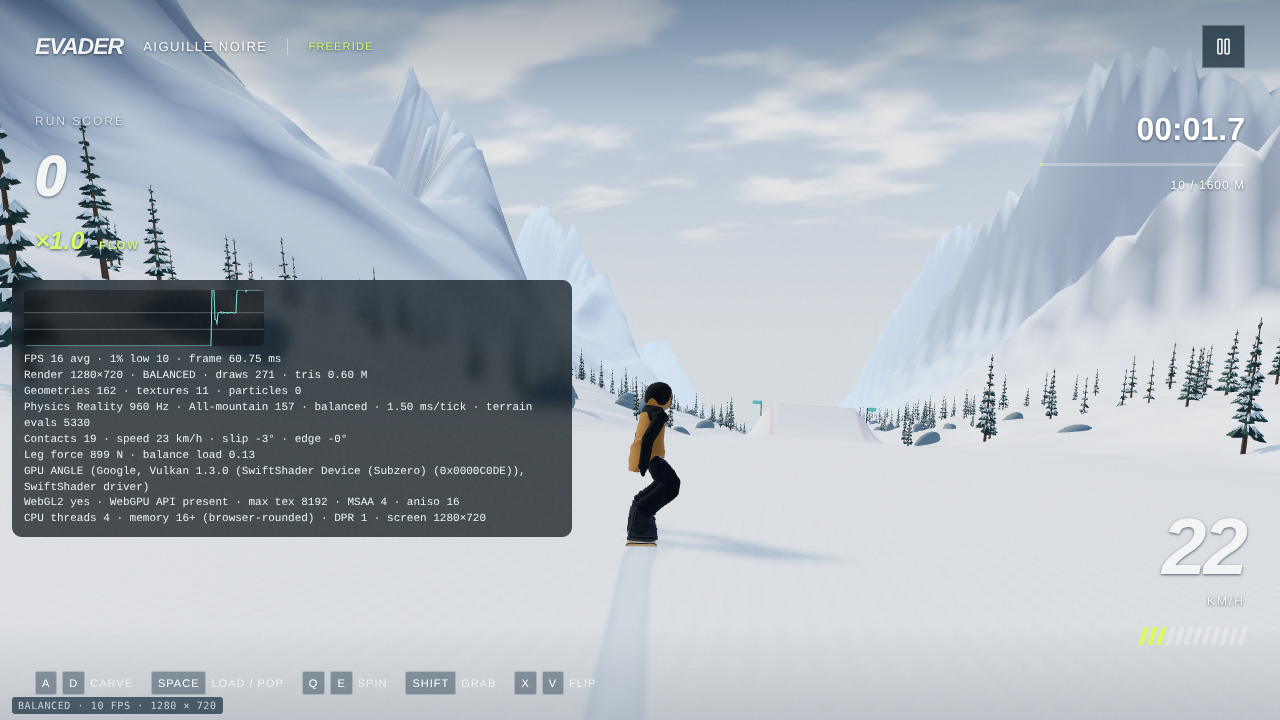 EVADER AIGUILLE NOIRE FREERIDE
RUN SCORE
0
×1.0 FLOW
00:01.7
10 / 1600 M
FPS 16 avg · 1% low 10 · frame 60.75 ms
Render 1280×720 · BALANCED · draws 271 · tris 0.60 M
Geometries 162 · textures 11 · particles 0
Physics Reality 960 Hz · All-mountain 157 · balanced · 1.50 ms/tick · terrain
evals 5330
Contacts 19 · speed 23 km/h · slip -3° · edge -0°
Leg force 899 N · balance load 0.13
GPU ANGLE (Google, Vulkan 1.3.0 (SwiftShader Device (Subzero) (0x0000C0DE)),
SwiftShader driver)
WebGL2 yes · WebGPU API present · max tex 8192 · MSAA 4 · aniso 16
CPU threads 4 · memory 16+ (browser-rounded) · DPR 1 · screen 1280×720
22
KM/H
A D CARVE SPACE LOAD / POP Q E SPIN SHIFT GRAB X V FLIP
BALANCED · 10 FPS · 1280 × 720